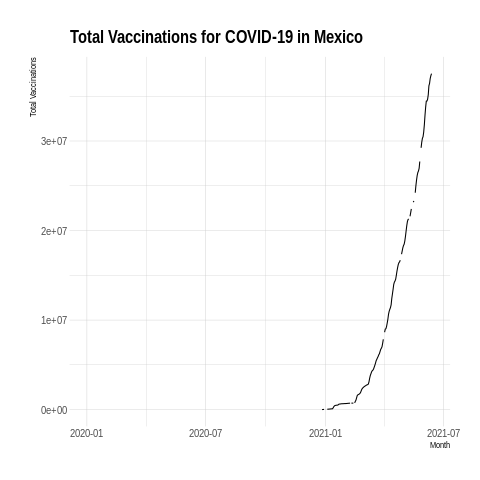 Total Vaccinations for COVID-19 in Mexico
Total Vaccinations
3e+07
2e+07
1e+07
0e+00
2020-01 2020-07 2021-01 2021-07
Month